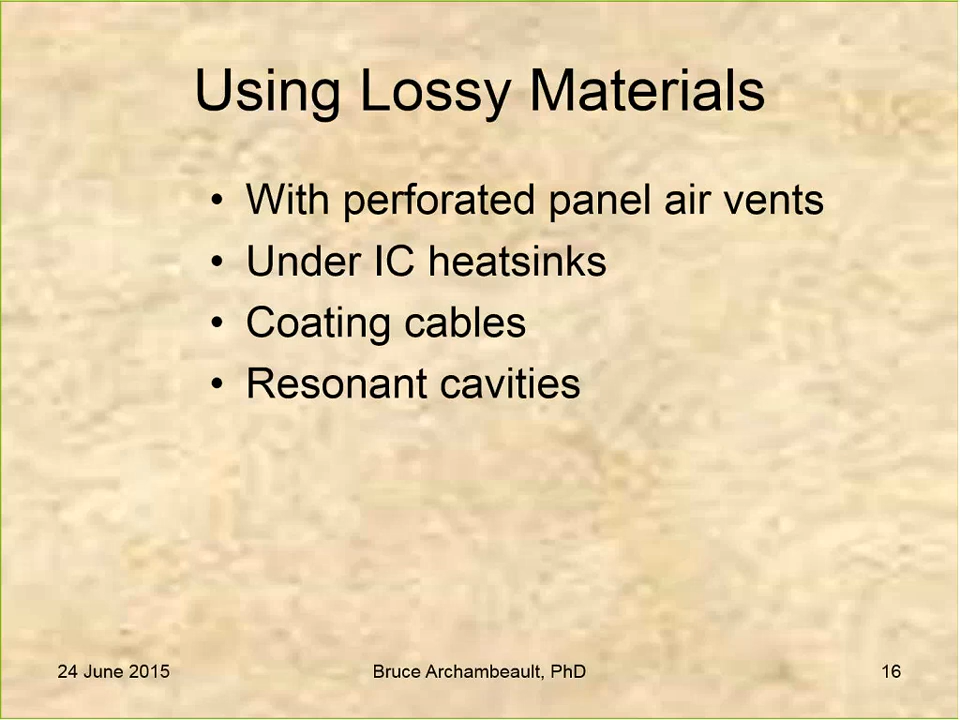 Using Lossy Materials
• With perforated panel air vents
• Under IC heatsinks
• Coating cables
• Resonant cavities
24 June 2015 Bruce Archambeault, PhD 16